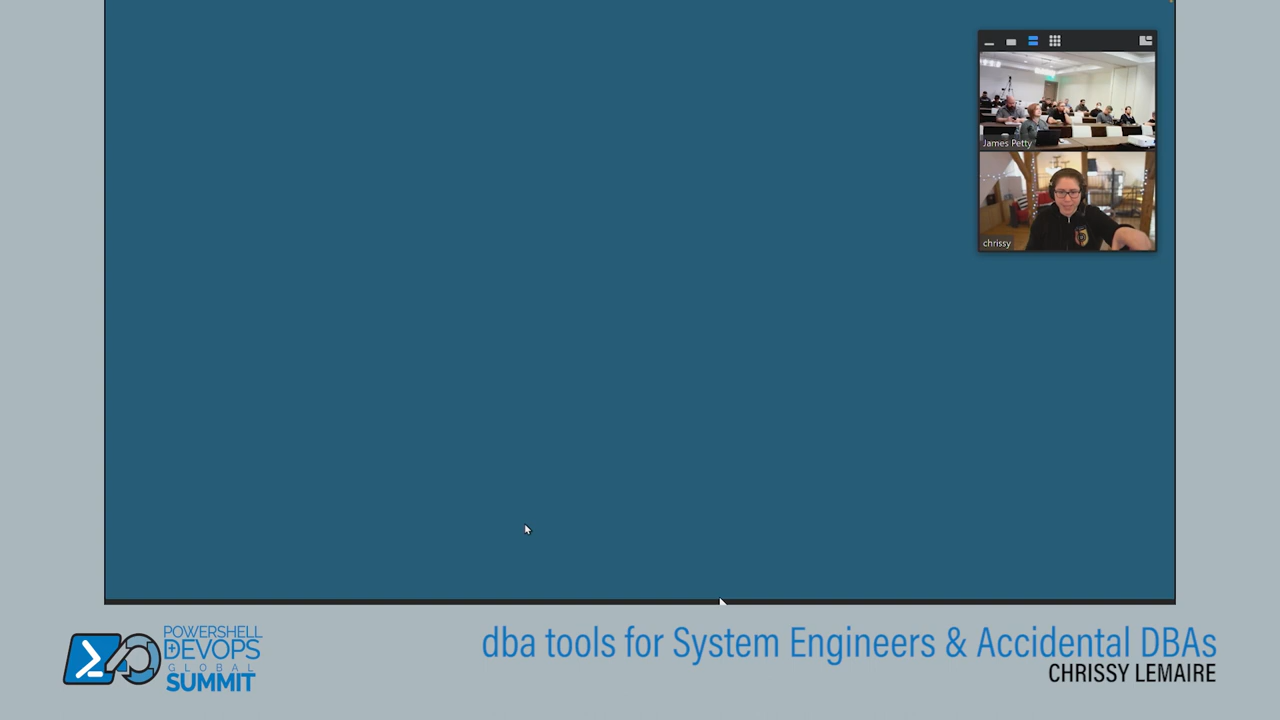 James Petty
chrissy
POWERSHELL
DEVOPS
GLOBAL
SUMMIT
dba tools for System Engineers & Accidental DBAs
CHRISSY LEMAIRE